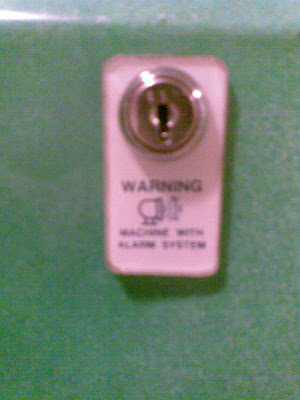 WARNING
MACHINE WITH
ALARM SYSTEM